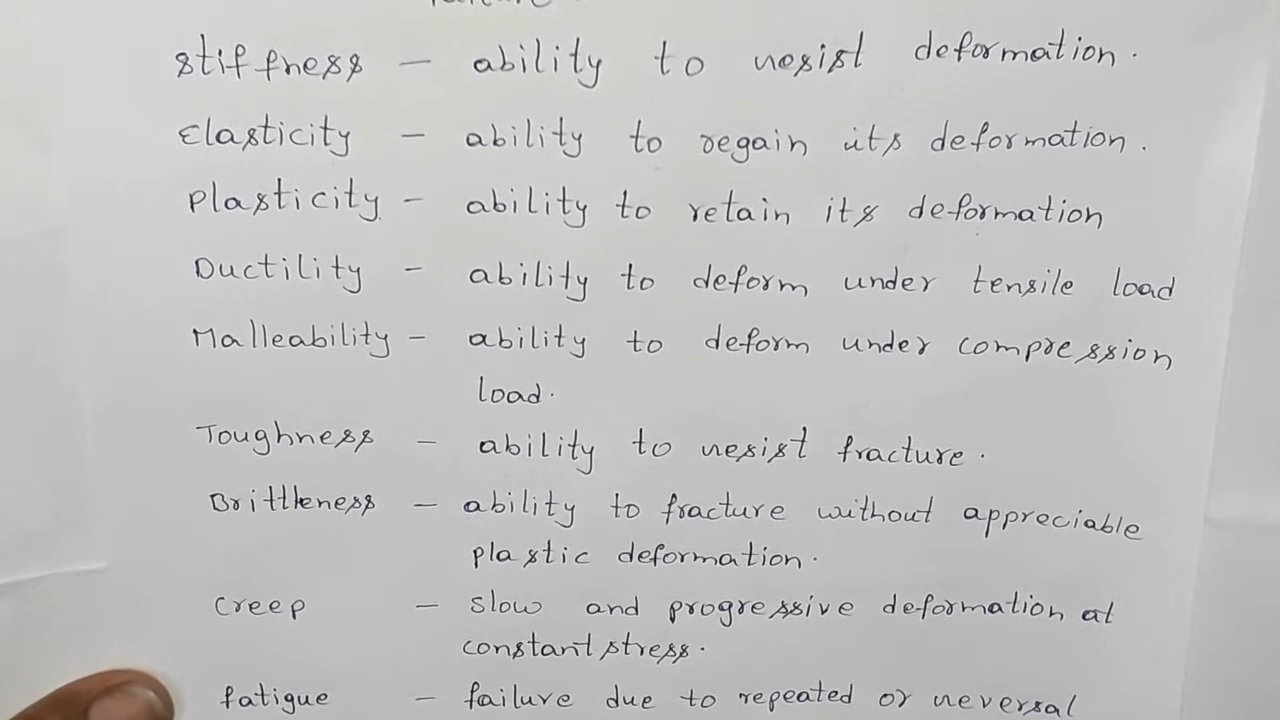 Stiffness - ability to resist deformation.
Elasticity - ability to regain its deformation.
Plasticity - ability to retain its deformation
Ductility - ability to deform under tensile load
Malleability - ability to deform under compression
load.
Toughness - ability to resist fracture.
Brittleness - ability to fracture without appreciable
plastic deformation.
Creep - slow and progressive deformation at
constant stress.
fatigue - failure due to repeated or reversal